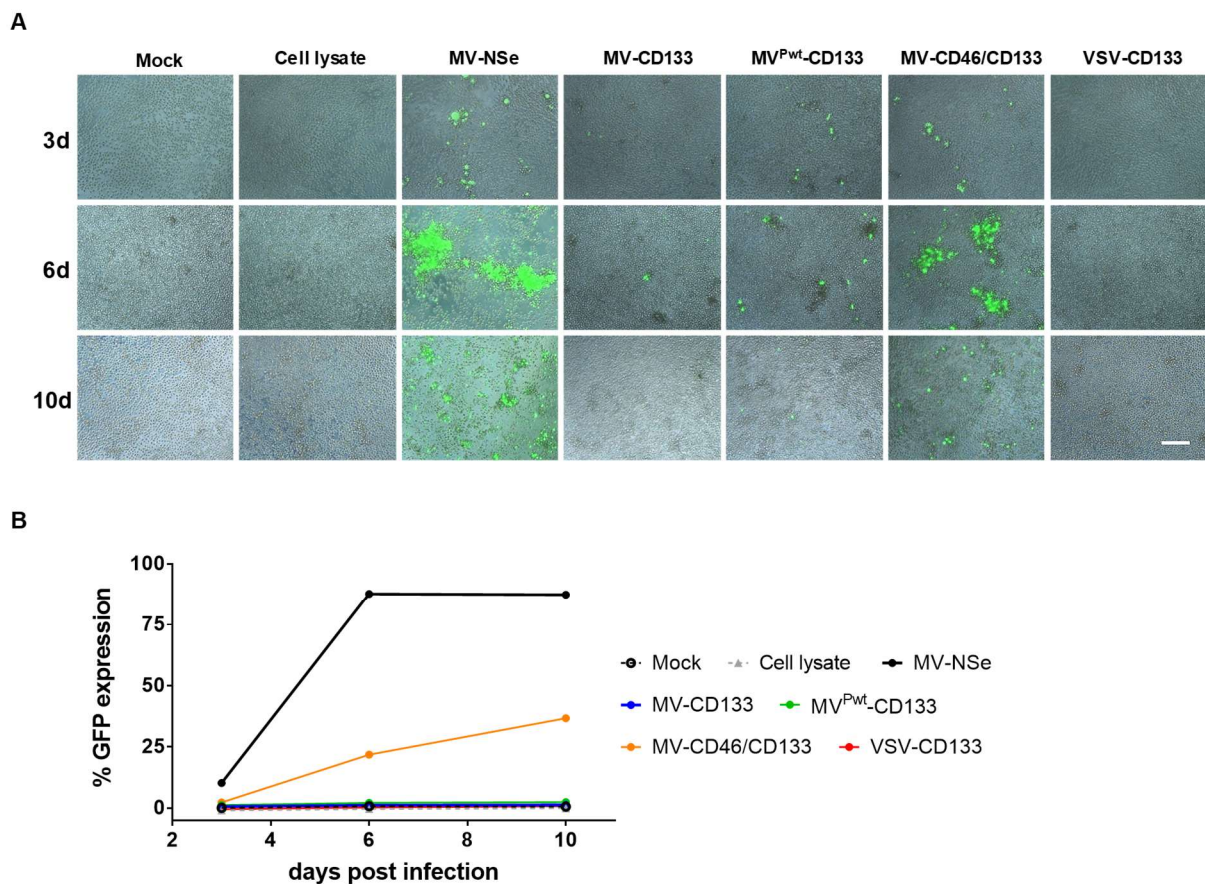 A
Mock Cell lysate MV-NSe MV-CD133 MVPwt-CD133 MV-CD46/CD133 VSV-CD133
3d
6d
10d
B
100
75
50
25
0
% GFP expression
2 4 6 8 10
days post infection
Mock Cell lysate MV-NSe
MV-CD133 MVPwt-CD133
MV-CD46/CD133 VSV-CD133